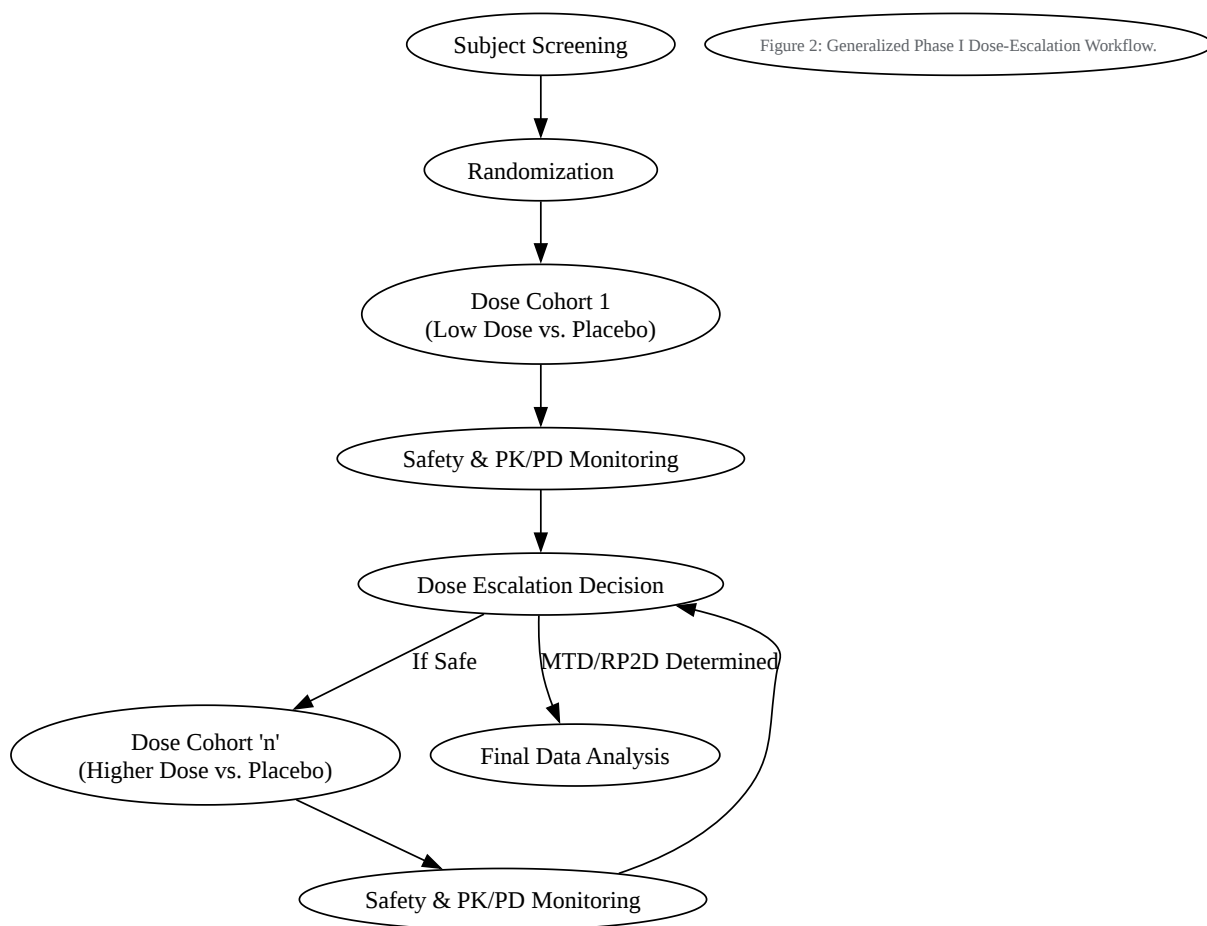 Subject Screening
Figure 2: Generalized Phase I Dose-Escalation Workflow.
Randomization
Dose Cohort 1
(Low Dose vs. Placebo)
Safety & PK/PD Monitoring
Dose Escalation Decision
If Safe
MTD/RP2D Determined
Dose Cohort 'n'
(Higher Dose vs. Placebo)
Final Data Analysis
Safety & PK/PD Monitoring